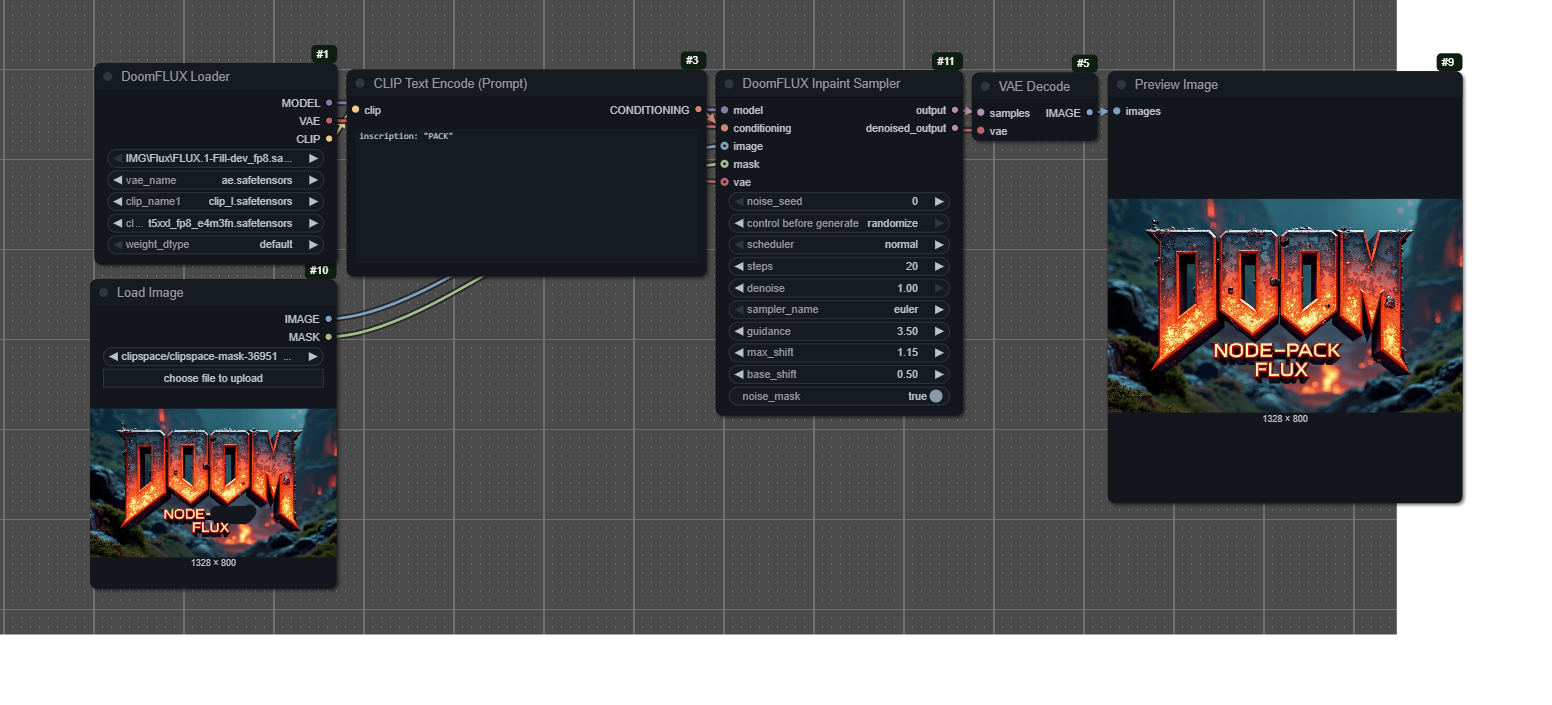 #1
DoomFLUX Loader
MODEL
VAE
CLIP
IMG\Flux\FLUX.1-Fill-dev_fp8.sa...
vae_name ae.safetensors
clip_name1 clip_l.safetensors
cl... t5xxl_fp8_e4m3fn.safetensors
weight_dtype default
#10
Load Image
IMAGE
MASK
clipspace/clipspace-mask-36951 ...
choose file to upload
DOOM
NODE-
FLUX
1328 × 800
#3
CLIP Text Encode (Prompt)
clip CONDITIONING
inscription: "PACK"
#11
DoomFLUX Inpaint Sampler
model output
conditioning denoised_output
image
mask
vae
noise_seed 0
control before generate randomize
scheduler normal
steps 20
denoise 1.00
sampler_name euler
guidance 3.50
max_shift 1.15
base_shift 0.50
noise_mask true
#5
VAE Decode
samples IMAGE
vae
#9
Preview Image
images
DOOM
NODE-PACK
FLUX
1328 × 800